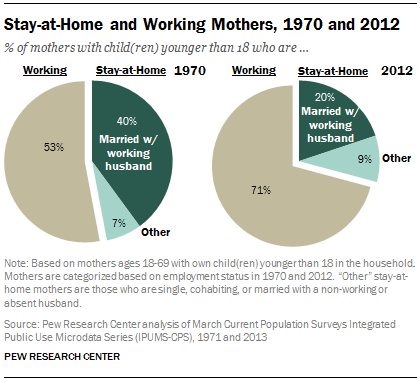 Stay-at-Home and Working Mothers, 1970 and 2012
% of mothers with child(ren) younger than 18 who are ...
Working Stay-at-Home 1970
53%
40%
Married w/
working
husband
7%
Other
Working Stay-at-Home 2012
71%
20%
Married w/
working
husband
9%
Other
Note: Based on mothers ages 18-69 with own child(ren) younger than 18 in the household.
Mothers are categorized based on employment status in 1970 and 2012. “Other” stay-at-
home mothers are those who are single, cohabiting, or married with a non-working or
absent husband.
Source: Pew Research Center analysis of March Current Population Surveys Integrated
Public Use Microdata Series (IPUMS-CPS), 1971 and 2013
PEW RESEARCH CENTER